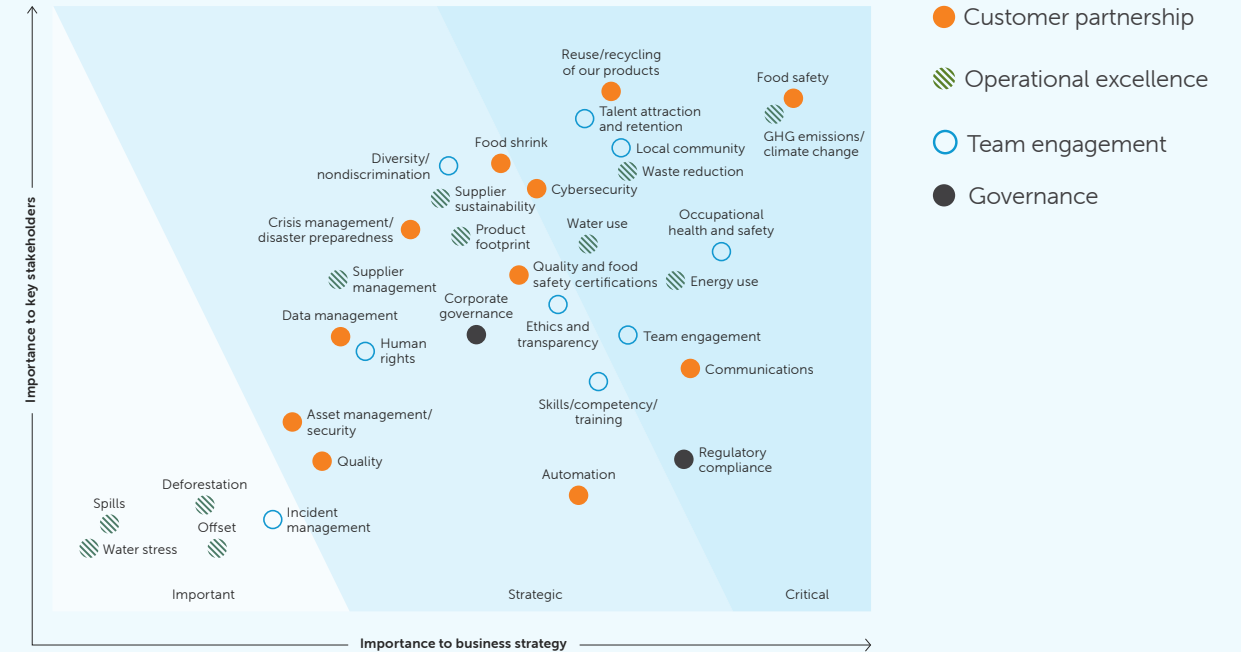 Customer partnership
Operational excellence
Team engagement
Governance
Importance to key stakeholders
Reuse/recycling
of our products
Food safety
Talent attraction
and retention
GHG emissions/
climate change
Food shrink
Local community
Diversity/
nondiscrimination
Waste reduction
Cybersecurity
Supplier
sustainability
Crisis management/
disaster preparedness
Product
footprint
Water use
Occupational
health and safety
Supplier
management
Quality and food
safety certifications
Energy use
Corporate
governance
Data management
Ethics and
transparency
Team engagement
Human
rights
Communications
Skills/competency/
training
Asset management/
security
Quality
Regulatory
compliance
Automation
Deforestation
Spills
Offset
Incident
management
Water stress
Important
Strategic
Critical
Importance to business strategy